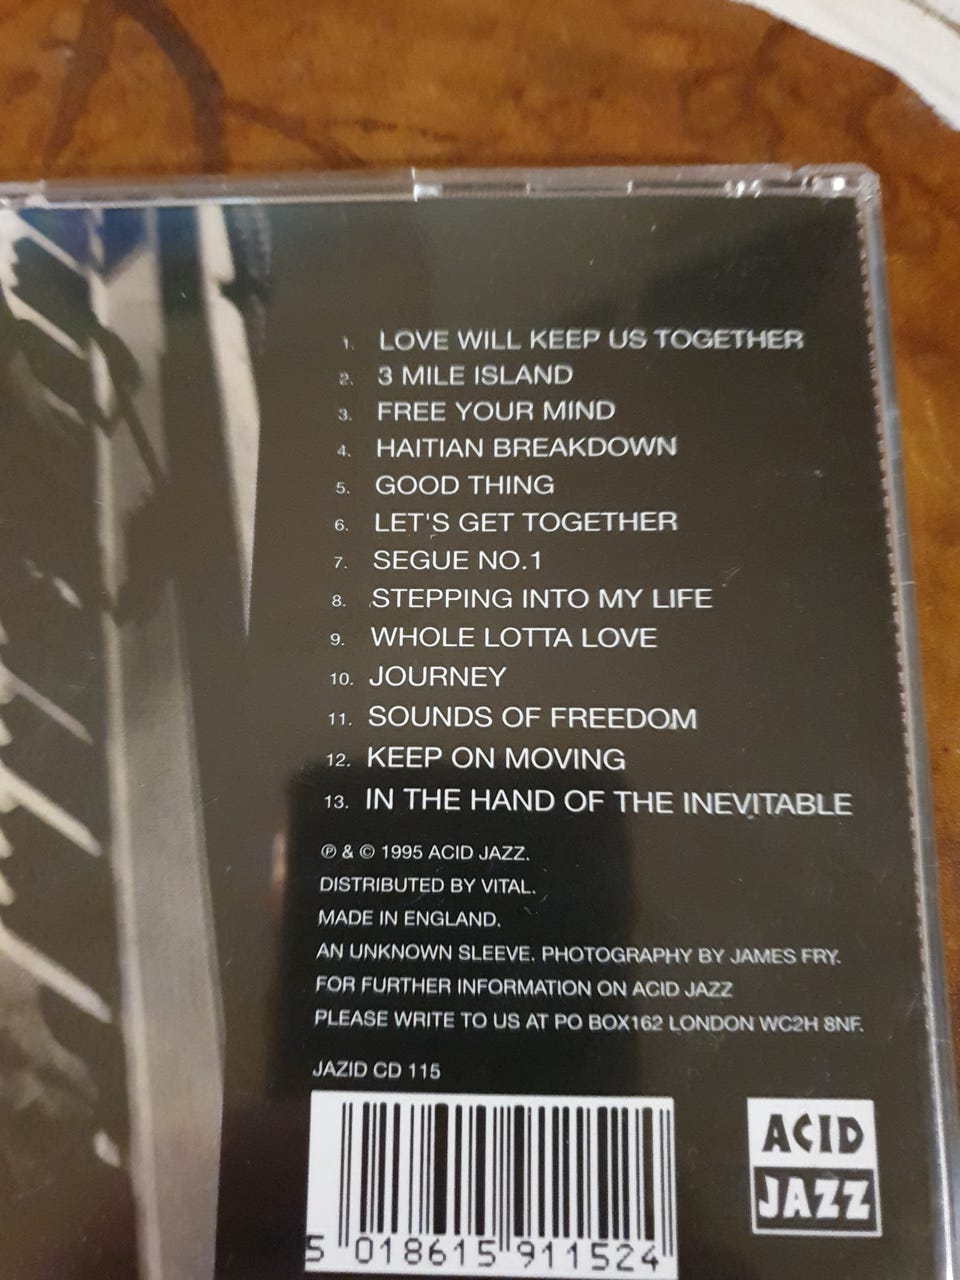 1. LOVE WILL KEEP US TOGETHER
2. 3 MILE ISLAND
3. FREE YOUR MIND
4. HAITIAN BREAKDOWN
5. GOOD THING
6. LET'S GET TOGETHER
7. SEGUE NO.1
8. STEPPING INTO MY LIFE
9. WHOLE LOTTA LOVE
10. JOURNEY
11. SOUNDS OF FREEDOM
12. KEEP ON MOVING
13. IN THE HAND OF THE INEVITABLE
℗ & © 1995 ACID JAZZ.
DISTRIBUTED BY VITAL.
MADE IN ENGLAND.
AN UNKNOWN SLEEVE. PHOTOGRAPHY BY JAMES FRY.
FOR FURTHER INFORMATION ON ACID JAZZ
PLEASE WRITE TO US AT PO BOX162 LONDON WC2H 8NF.
JAZID CD 115
5 018615 911524
ACID
JAZZ